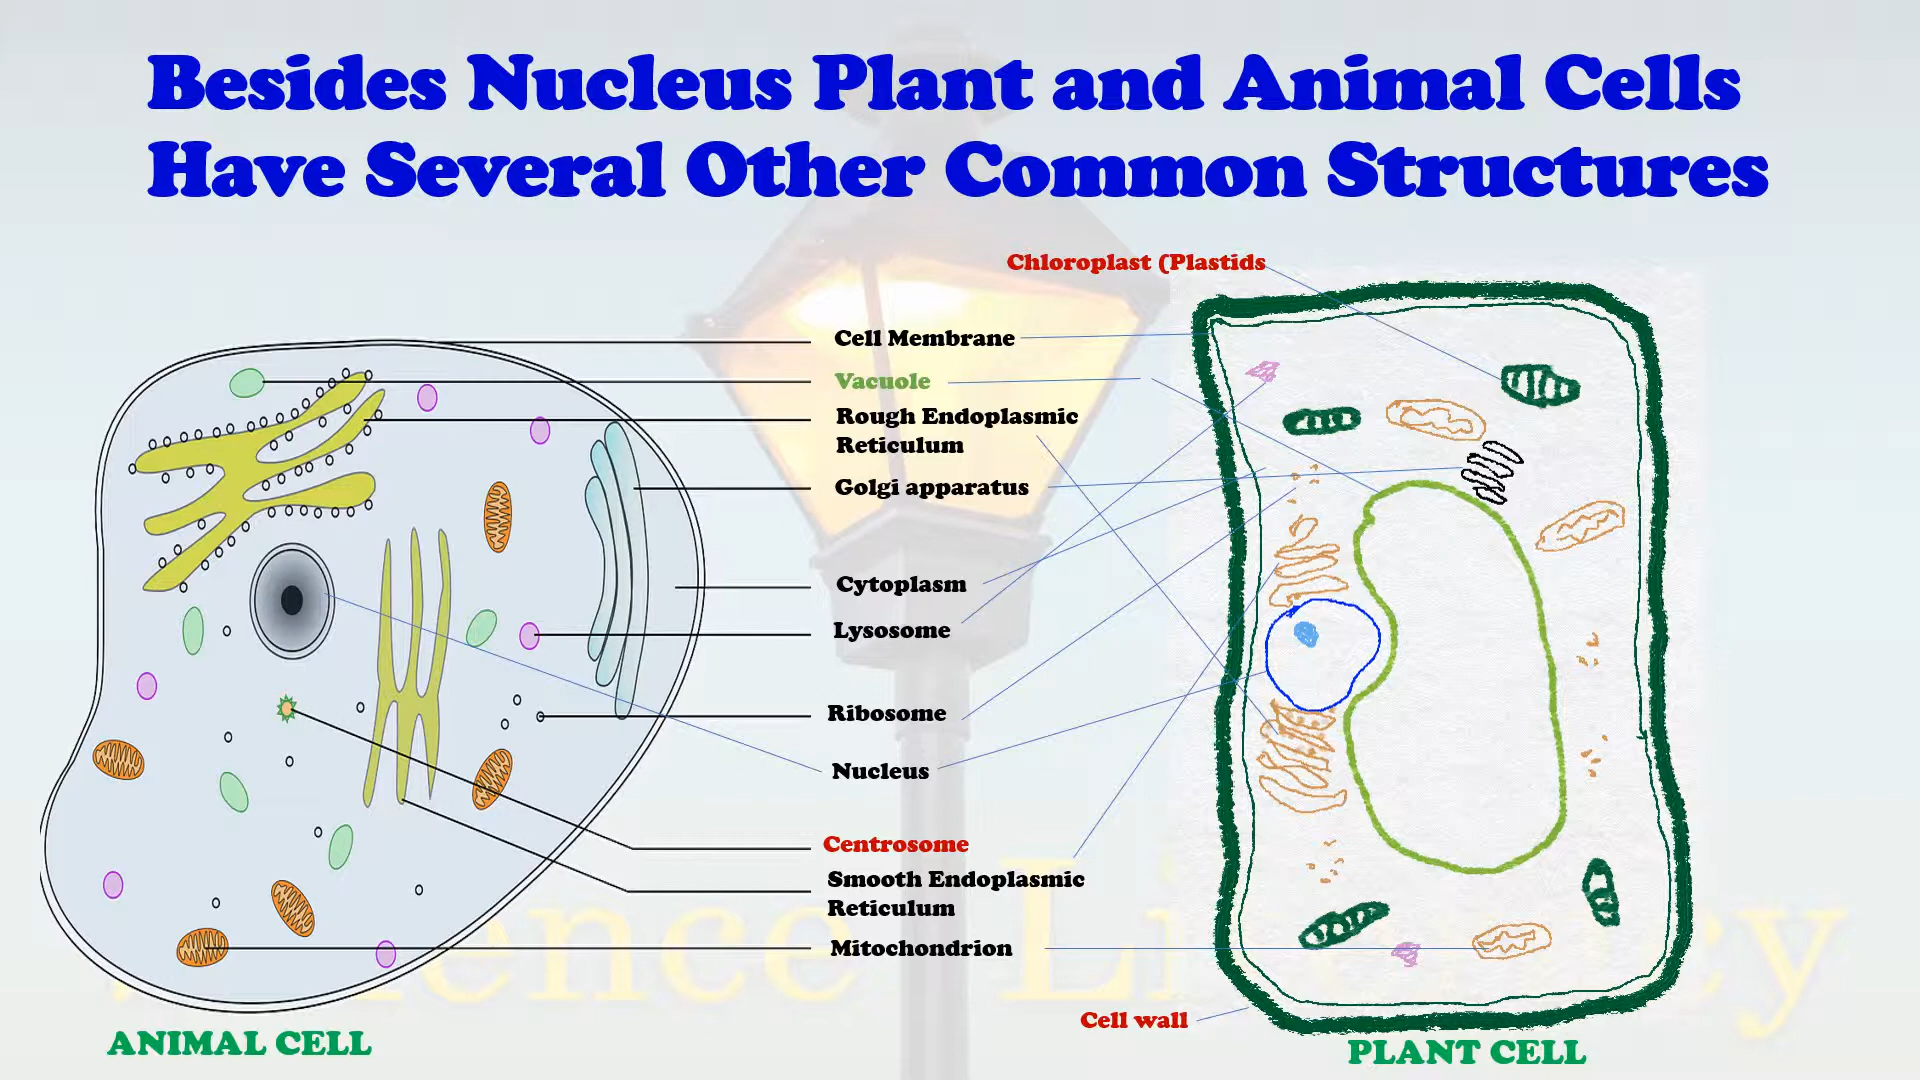 Besides Nucleus Plant and Animal Cells
Have Several Other Common Structures
Chloroplast (Plastids
Cell Membrane
Vacuole
Rough Endoplasmic
Reticulum
Golgi apparatus
Cytoplasm
Lysosome
Ribosome
Nucleus
Centrosome
Smooth Endoplasmic
Reticulum
Mitochondrion
Cell wall
ANIMAL CELL
PLANT CELL